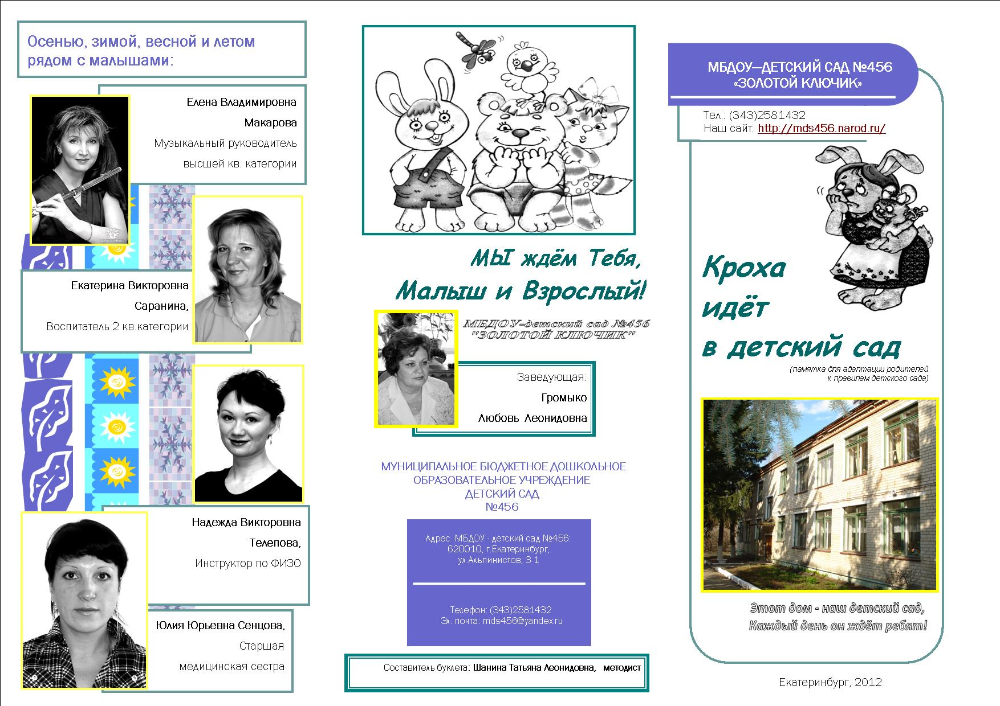 Осенью, зимой, весной и летом
рядом с малышами:
Елена Владимировна
Макарова
Музыкальный руководитель
высшей кв. категории
Екатерина Викторовна
Саранина,
Воспитатель 2 кв.категории
Надежда Викторовна
Телепова,
Инструктор по ФИЗО
Юлия Юрьевна Сенцова,
Старшая
медицинская сестра
МЫ ждём Тебя,
Малыш и Взрослый!
МБДОУ-детский сад №456
"ЗОЛОТОЙ КЛЮЧИК"
Заведующая:
Громыко
Любовь Леонидовна
МУНИЦИПАЛЬНОЕ БЮДЖЕТНОЕ ДОШКОЛЬНОЕ
ОБРАЗОВАТЕЛЬНОЕ УЧРЕЖДЕНИЕ
ДЕТСКИЙ САД
№456
Адрес МБДОУ - детский сад №456:
620010, г.Екатеринбург,
ул.Альпинистов, 3 1
Телефон: (343)2581432
Эл. почта: mds456@yandex.ru
Составитель буклета: Шанина Татьяна Леонидовна, методист
МБДОУ—ДЕТСКИЙ САД №456
«ЗОЛОТОЙ КЛЮЧИК»
Тел.: (343)2581432
Наш сайт: http://mds456.narod.ru/
Кроха
идёт
в детский сад
(памятка для адаптации родителей
к правилам детского сада)
Этот дом - наш детский сад,
Каждый день он ждёт ребят!
Екатеринбург, 2012